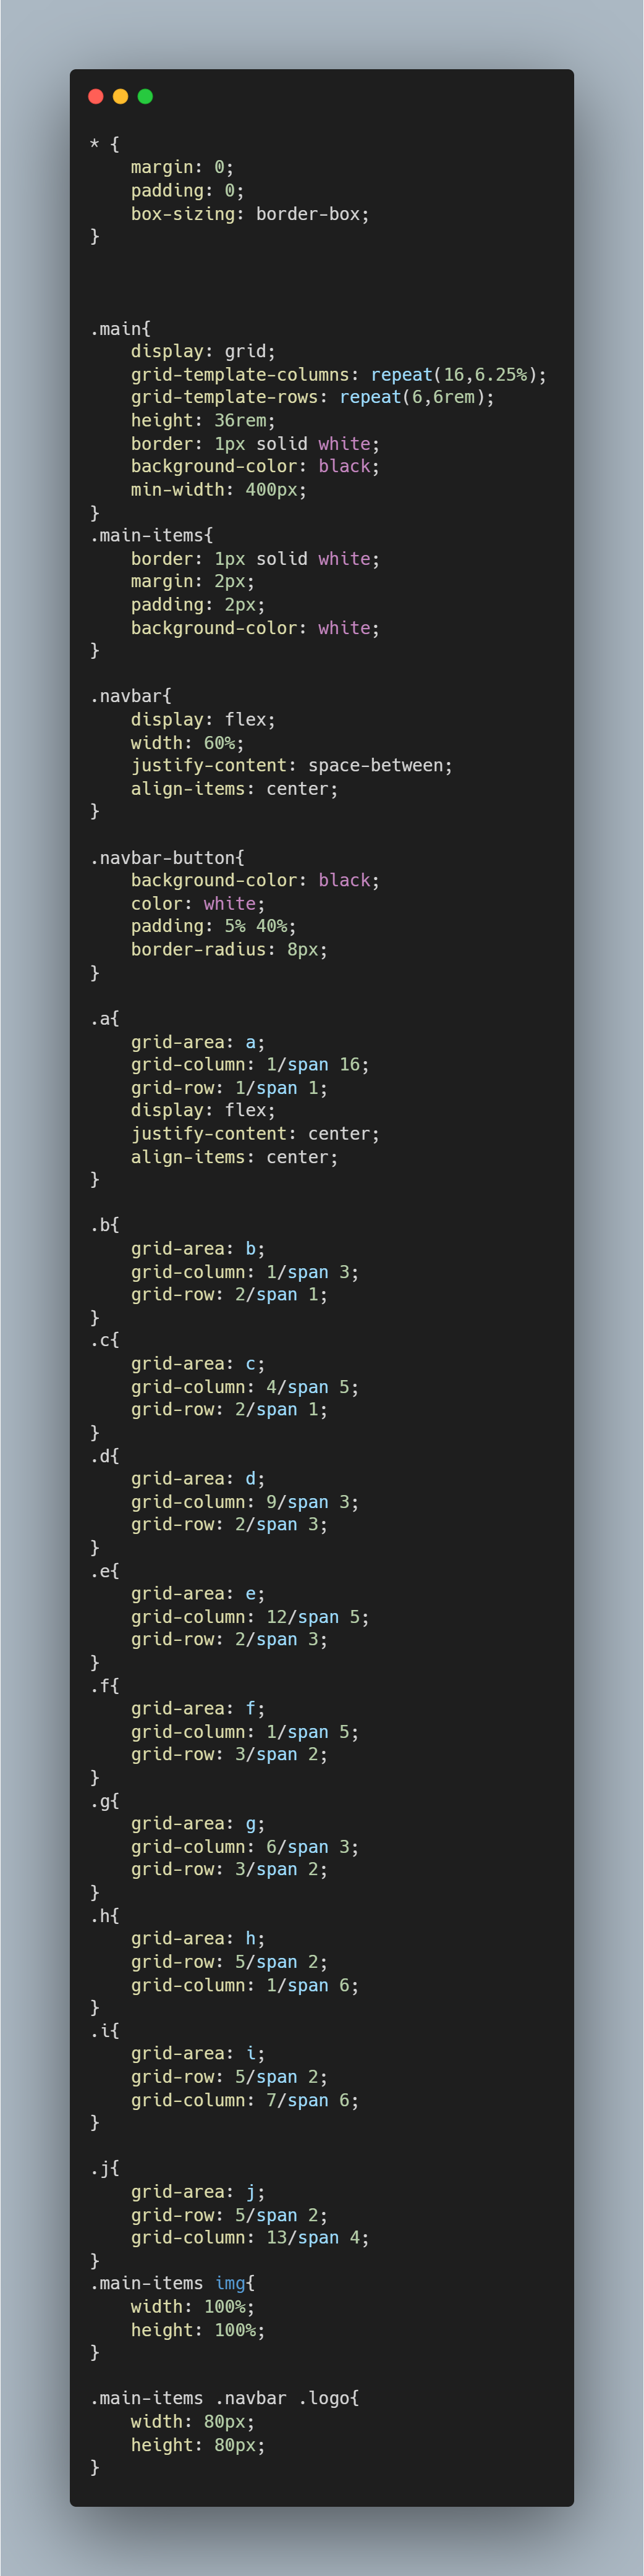 * {
    margin: 0;
    padding: 0;
    box-sizing: border-box;
}
.main{
    display: grid;
    grid-template-columns: repeat(16,6.25%);
    grid-template-rows: repeat(6,6rem);
    height: 36rem;
    border: 1px solid white;
    background-color: black;
    min-width: 400px;
}
.main-items{
    border: 1px solid white;
    margin: 2px;
    padding: 2px;
    background-color: white;
}
.navbar{
    display: flex;
    width: 60%;
    justify-content: space-between;
    align-items: center;
}
.navbar-button{
    background-color: black;
    color: white;
    padding: 5% 40%;
    border-radius: 8px;
}
.a{
    grid-area: a;
    grid-column: 1/span 16;
    grid-row: 1/span 1;
    display: flex;
    justify-content: center;
    align-items: center;
}
.b{
    grid-area: b;
    grid-column: 1/span 3;
    grid-row: 2/span 1;
}
.c{
    grid-area: c;
    grid-column: 4/span 5;
    grid-row: 2/span 1;
}
.d{
    grid-area: d;
    grid-column: 9/span 3;
    grid-row: 2/span 3;
}
.e{
    grid-area: e;
    grid-column: 12/span 5;
    grid-row: 2/span 3;
}
.f{
    grid-area: f;
    grid-column: 1/span 5;
    grid-row: 3/span 2;
}
.g{
    grid-area: g;
    grid-column: 6/span 3;
    grid-row: 3/span 2;
}
.h{
    grid-area: h;
    grid-row: 5/span 2;
    grid-column: 1/span 6;
}
.i{
    grid-area: i;
    grid-row: 5/span 2;
    grid-column: 7/span 6;
}
.j{
    grid-area: j;
    grid-row: 5/span 2;
    grid-column: 13/span 4;
}
.main-items img{
    width: 100%;
    height: 100%;
}
.main-items .navbar .logo{
    width: 80px;
    height: 80px;
}